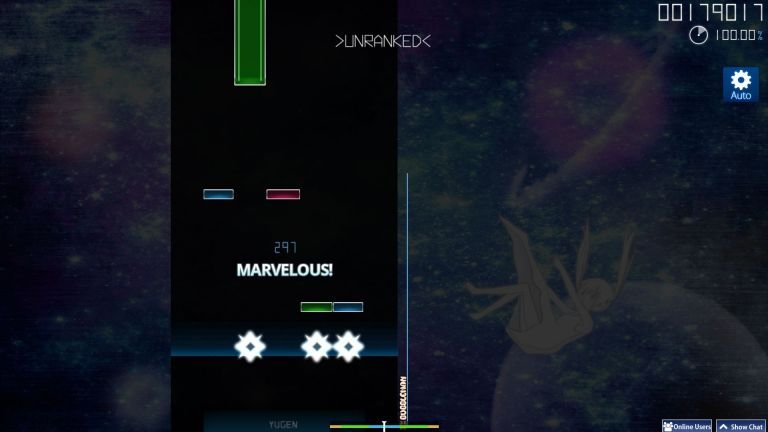 00179017
100.00%
>UNRANKED<
Auto
297
MARVELOUS!
YUGEN
Online Users
Show Chat